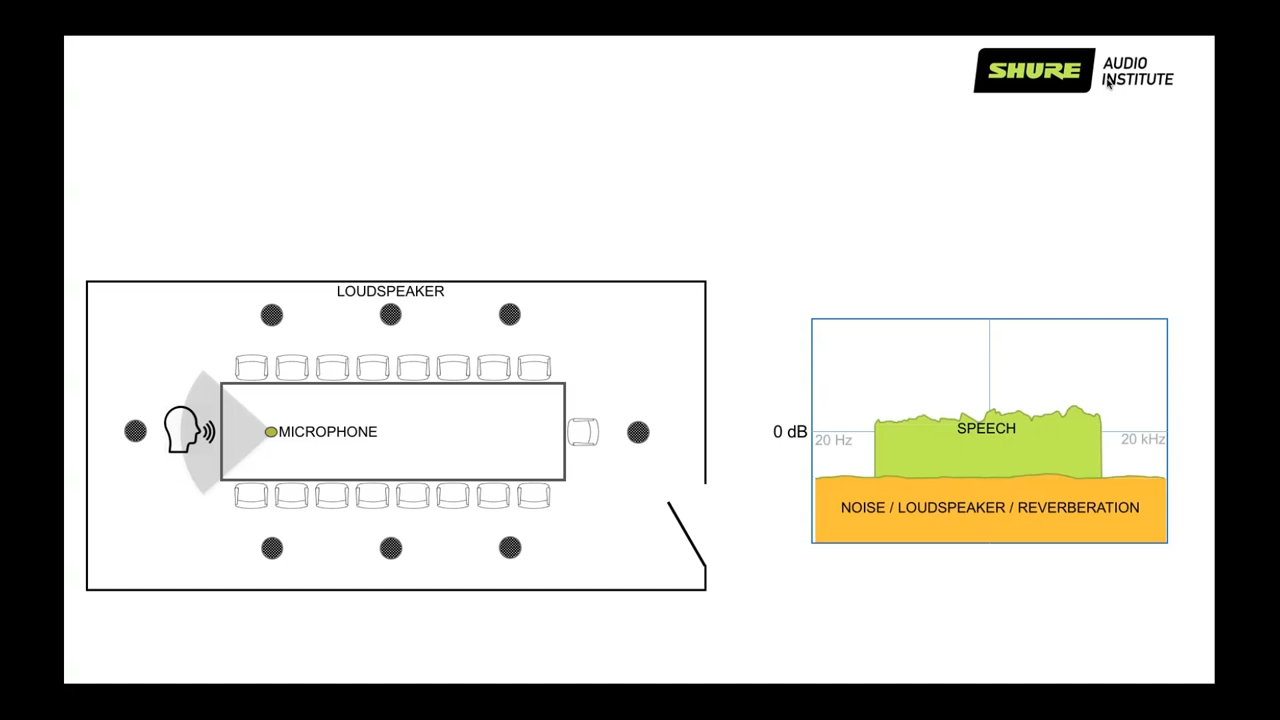 SHURE
AUDIO
INSTITUTE
LOUDSPEAKER
MICROPHONE
0 dB
20 Hz
SPEECH
20 kHz
NOISE / LOUDSPEAKER / REVERBERATION